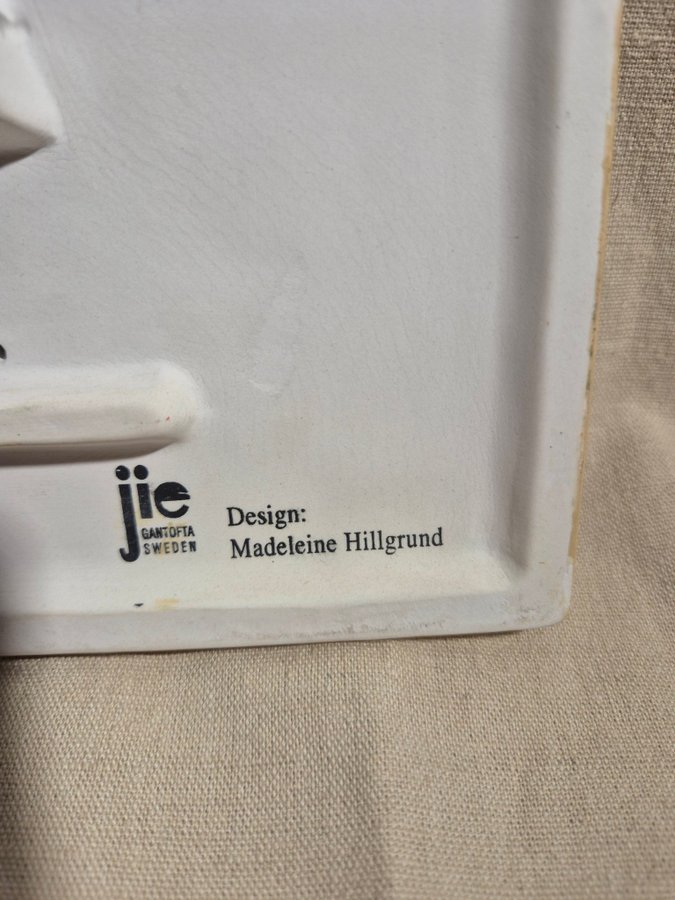 jie
GANTOFTA
SWEDEN
Design:
Madeleine Hillgrund